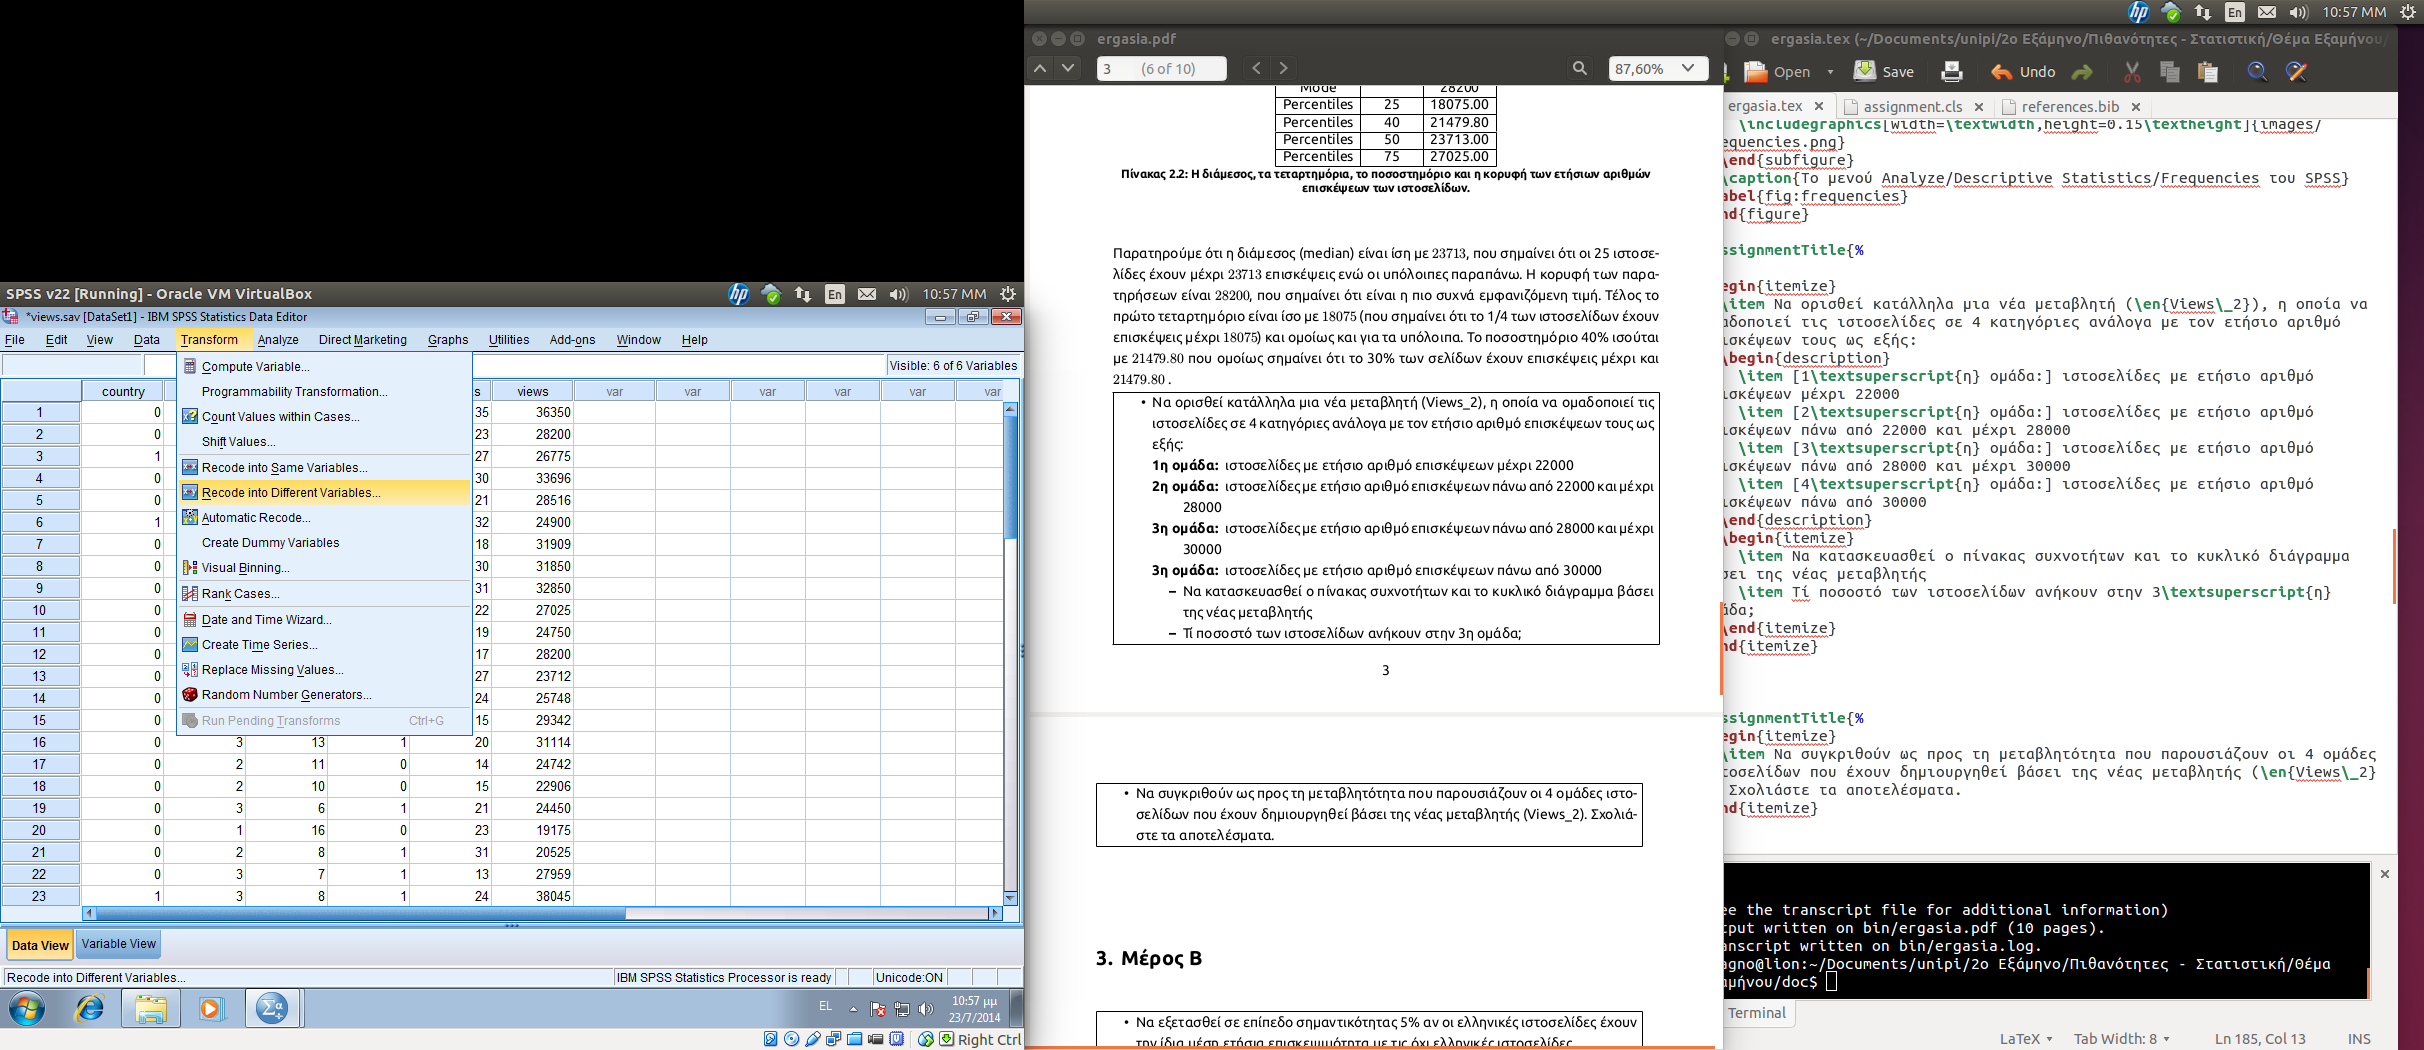 10:57 ΜΜ
ergasia.pdf
ergasia.tex (~/Documents/unipi/2ο Εξάμηνο/Πιθανότητες - Στατιστική/Θέμα Εξαμήνου/
3 (6 of 10)
87,60%
Open
Save
Undo
ergasia.tex
assignment.cls
references.bib
Mode 28200
Percentiles 25 18075.00
Percentiles 40 21479.80
Percentiles 50 23713.00
Percentiles 75 27025.00
Πίνακας 2.2: Η διάμεσος, τα τεταρτημόρια, το ποσοστημόριο και η κορυφή των ετήσιων αριθμών
επισκέψεων των ιστοσελίδων.
Παρατηρούμε ότι η διάμεσος (median) είναι ίση με 23713, που σημαίνει ότι οι 25 ιστοσε-
λίδες έχουν μέχρι 23713 επισκέψεις ενώ οι υπόλοιπες παραπάνω. Η κορυφή των παρα-
τηρήσεων είναι 28200, που σημαίνει ότι είναι η πιο συχνά εμφανιζόμενη τιμή. Τέλος το
πρώτο τεταρτημόριο είναι ίσο με 18075 (που σημαίνει ότι το 1/4 των ιστοσελίδων έχουν
επισκέψεις μέχρι 18075) και ομοίως και για τα υπόλοιπα. Το ποσοστημόριο 40% ισούται
με 21479.80 που ομοίως σημαίνει ότι το 30% των σελίδων έχουν επισκέψεις μέχρι και
21479.80 .
• Να ορισθεί κατάλληλα μια νέα μεταβλητή (Views_2), η οποία να ομαδοποιεί τις
ιστοσελίδες σε 4 κατηγόριες ανάλογα με τον ετήσιο αριθμό επισκέψεων τους ως
εξής:
1η ομάδα: ιστοσελίδες με ετήσιο αριθμό επισκέψεων μέχρι 22000
2η ομάδα: ιστοσελίδες με ετήσιο αριθμό επισκέψεων πάνω από 22000 και μέχρι
28000
3η ομάδα: ιστοσελίδες με ετήσιο αριθμό επισκέψεων πάνω από 28000 και μέχρι
30000
3η ομάδα: ιστοσελίδες με ετήσιο αριθμό επισκέψεων πάνω από 30000
– Να κατασκευασθεί ο πίνακας συχνοτήτων και το κυκλικό διάγραμμα βάσει
της νέας μεταβλητής
– Τί ποσοστό των ιστοσελίδων ανήκουν στην 3η ομάδα;
3
• Να συγκριθούν ως προς τη μεταβλητότητα που παρουσιάζουν οι 4 ομάδες ιστο-
σελίδων που έχουν δημιουργηθεί βάσει της νέας μεταβλητής (Views_2). Σχολιά-
στε τα αποτελέσματα.
3. Μέρος Β
• Να εξετασθεί σε επίπεδο σημαντικότητας 5% αν οι ελληνικές ιστοσελίδες έχουν
την ίδια μέση ετήσια επισκεψιμότητα με τις όχι ελληνικές ιστοσελίδες
\includegraphics[width=\textwidth,height=0.15\textheight]{images/
equencies.png}
\end{subfigure}
\caption{Το μενού Analyze/Descriptive Statistics/Frequencies του SPSS}
abel{fig:frequencies}
nd{figure}
ssignmentTitle{%
egin{itemize}
\item Να ορισθεί κατάλληλα μια νέα μεταβλητή (\en{Views\_2}), η οποία να
αδοποιεί τις ιστοσελίδες σε 4 κατηγόριες ανάλογα με τον ετήσιο αριθμό
ισκέψεων τους ως εξής:
\begin{description}
\item [1\textsuperscript{η} ομάδα:] ιστοσελίδες με ετήσιο αριθμό
ισκέψεων μέχρι 22000
\item [2\textsuperscript{η} ομάδα:] ιστοσελίδες με ετήσιο αριθμό
ισκέψεων πάνω από 22000 και μέχρι 28000
\item [3\textsuperscript{η} ομάδα:] ιστοσελίδες με ετήσιο αριθμό
ισκέψεων πάνω από 28000 και μέχρι 30000
\item [4\textsuperscript{η} ομάδα:] ιστοσελίδες με ετήσιο αριθμό
ισκέψεων πάνω από 30000
\end{description}
\begin{itemize}
\item Να κατασκευασθεί ο πίνακας συχνοτήτων και το κυκλικό διάγραμμα
σει της νέας μεταβλητής
\item Τί ποσοστό των ιστοσελίδων ανήκουν στην 3\textsuperscript{η}
άδα;
\end{itemize}
nd{itemize}
ssignmentTitle{%
egin{itemize}
\item Να συγκριθούν ως προς τη μεταβλητότητα που παρουσιάζουν οι 4 ομάδες
τοσελίδων που έχουν δημιουργηθεί βάσει της νέας μεταβλητής (\en{Views\_2}
Σχολιάστε τα αποτελέσματα.
nd{itemize}
ee the transcript file for additional information)
tput written on bin/ergasia.pdf (10 pages).
anscript written on bin/ergasia.log.
agno@lion:~/Documents/unipi/2ο Εξάμηνο/Πιθανότητες - Στατιστική/Θέμα
αμήνου/doc$
Terminal
LaTeX Tab Width: 8 Ln 185, Col 13 INS
SPSS v22 [Running] - Oracle VM VirtualBox
En 10:57 ΜΜ
*views.sav [DataSet1] - IBM SPSS Statistics Data Editor
File Edit View Data Transform Analyze Direct Marketing Graphs Utilities Add-ons Window Help
Visible: 6 of 6 Variables
country s views var var var var var var
Compute Variable...
Programmability Transformation...
Count Values within Cases...
Shift Values...
Recode into Same Variables...
Recode into Different Variables...
Automatic Recode...
Create Dummy Variables
Visual Binning...
Rank Cases...
Date and Time Wizard...
Create Time Series...
Replace Missing Values...
Random Number Generators...
Run Pending Transforms Ctrl+G
1 0 35 36350
2 0 23 28200
3 1 27 26775
4 0 30 33696
5 0 21 28516
6 1 32 24900
7 0 18 31909
8 0 30 31850
9 0 31 32850
10 0 22 27025
11 0 19 24750
12 0 17 28200
13 0 27 23712
14 0 24 25748
15 0 15 29342
16 0 3 13 1 20 31114
17 0 2 11 0 14 24742
18 0 2 10 0 15 22906
19 0 3 6 1 21 24450
20 0 1 16 0 23 19175
21 0 2 8 1 31 20525
22 0 3 7 1 13 27959
23 1 3 8 1 24 38045
Data View Variable View
Recode into Different Variables... IBM SPSS Statistics Processor is ready Unicode:ON
EL 10:57 μμ
23/7/2014
Right Ctrl